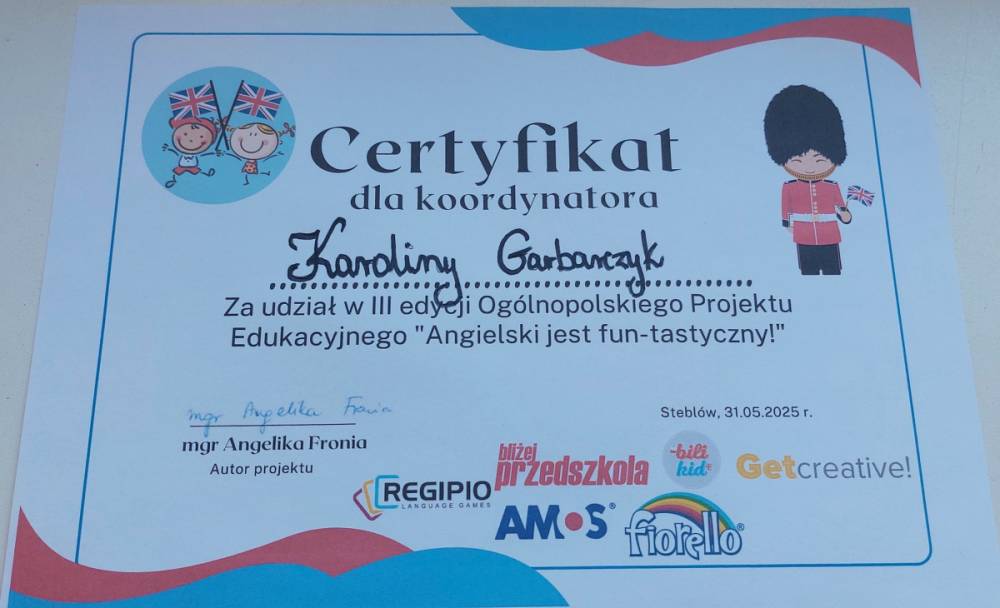 Certyfikat
dla koordynatora
Karoliny Garbarczyk
Za udział w III edycji Ogólnopolskiego Projektu
Edukacyjnego "Angielski jest fun-tastyczny!"
mgr Angelika Fronia
mgr Angelika Fronia
Autor projektu
Steblów, 31.05.2025 r.
bliżej
przedszkola
bili
kid
Getcreative!
REGIPIO
LANGUAGE GAMES
AMOS®
fiorello®